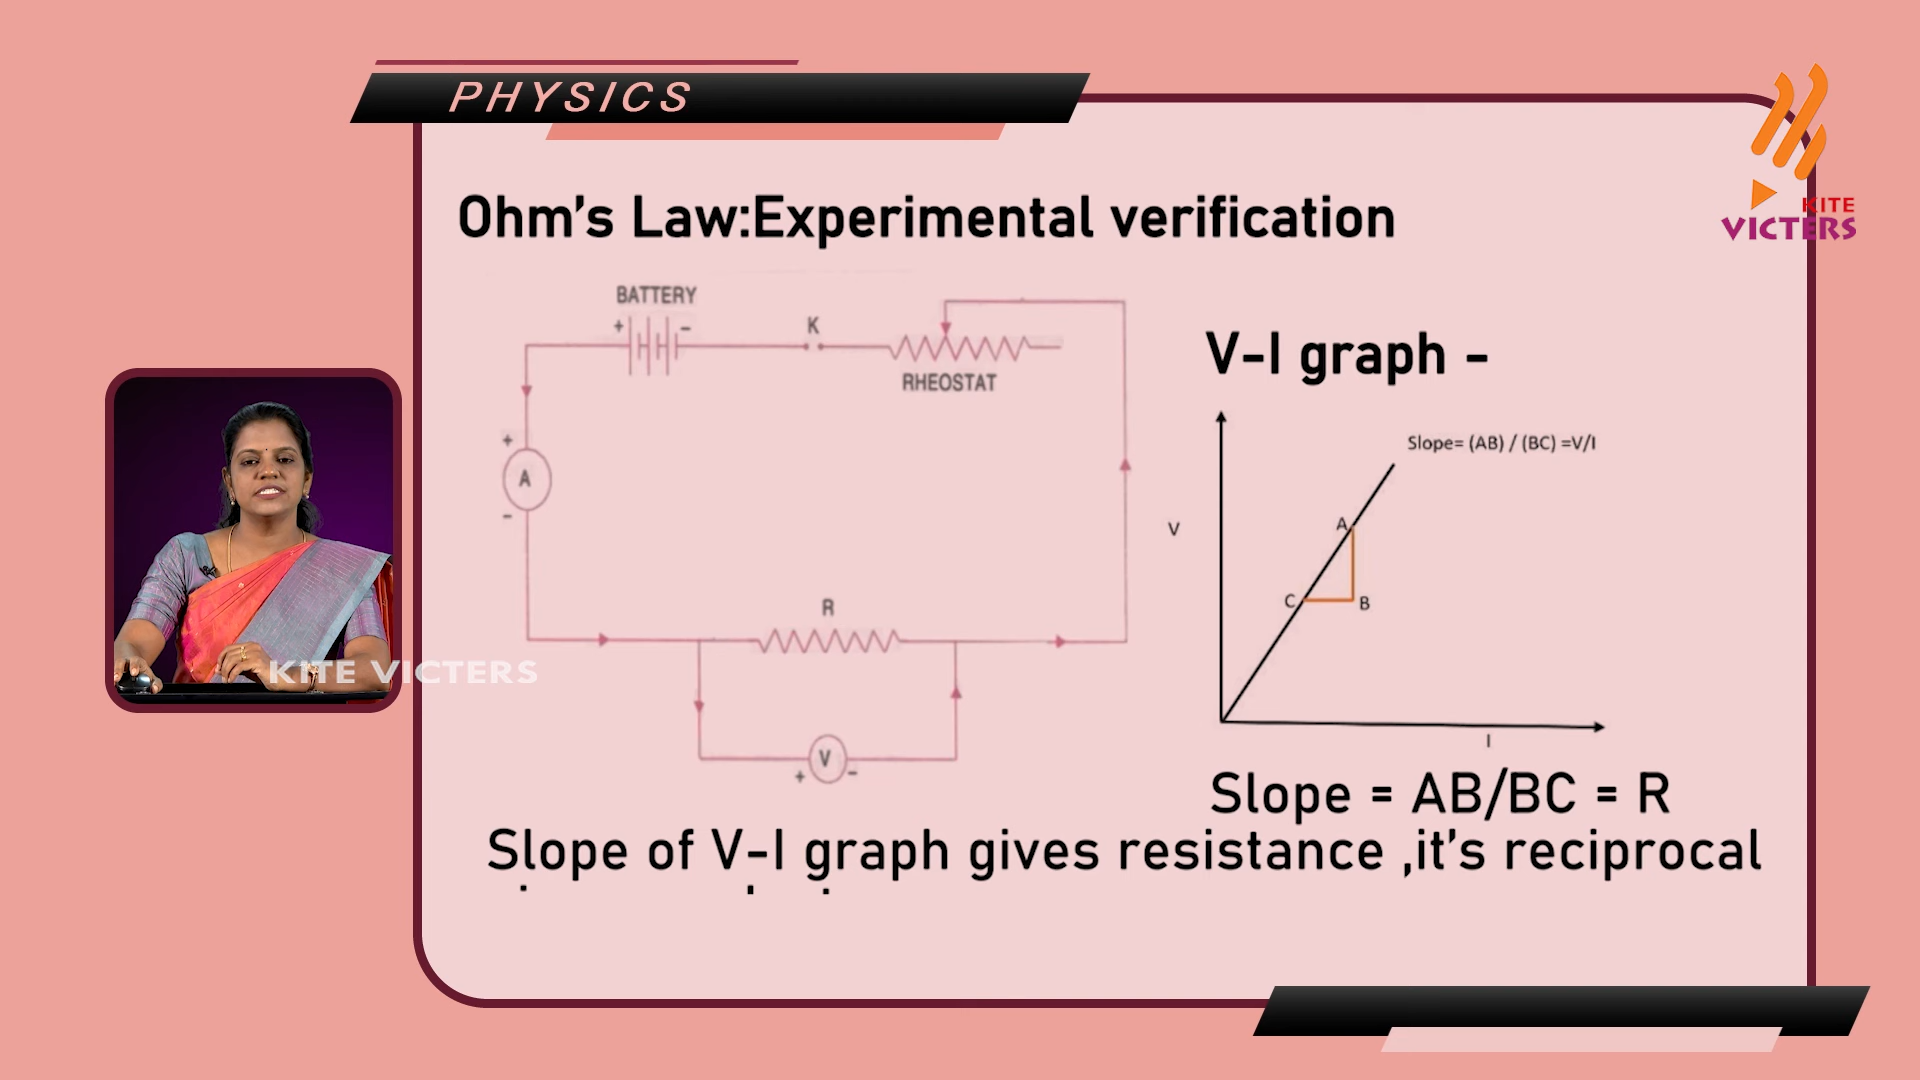 PHYSICS
KITE
VICTERS
Ohm's Law:Experimental verification
BATTERY
+ -
K
RHEOSTAT
+
A
-
R
V
+ -
V-I graph -
Slope= (AB) / (BC) =V/I
V
A
C B
I
Slope = AB/BC = R
Slope of V-I graph gives resistance ,it's reciprocal
KITE VICTERS